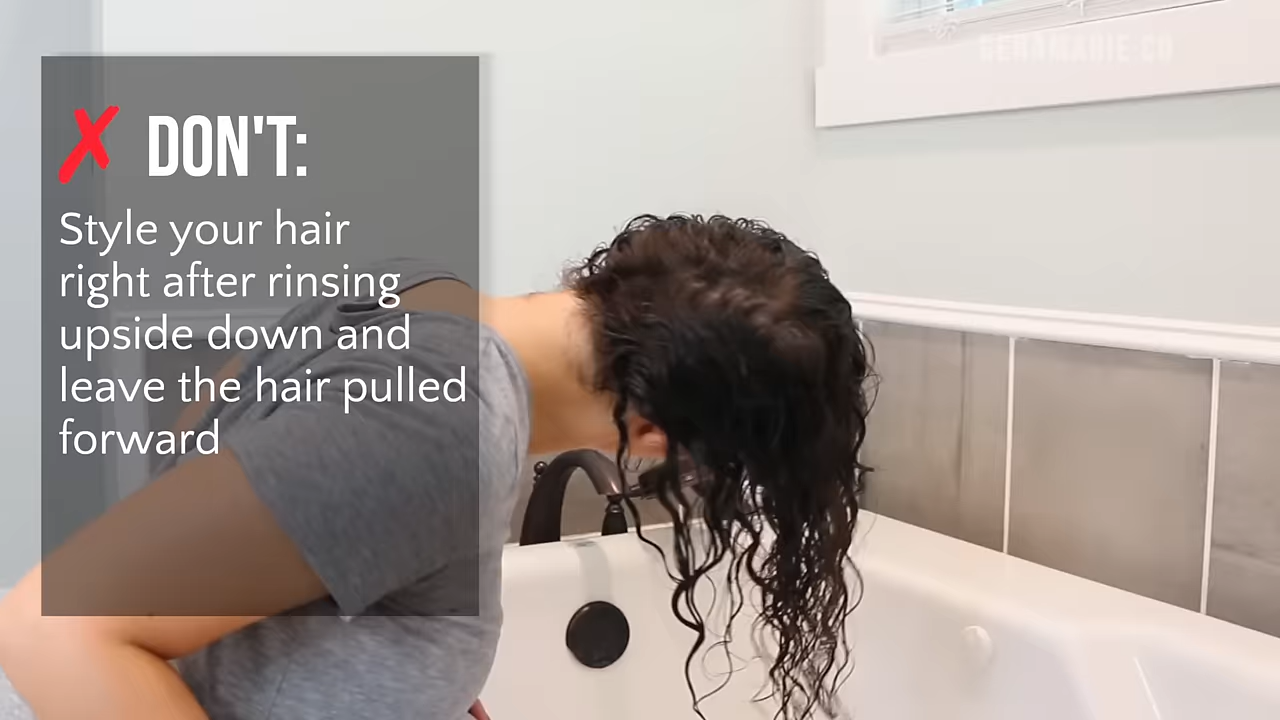 ✗ DON'T:
Style your hair
right after rinsing
upside down and
leave the hair pulled
forward